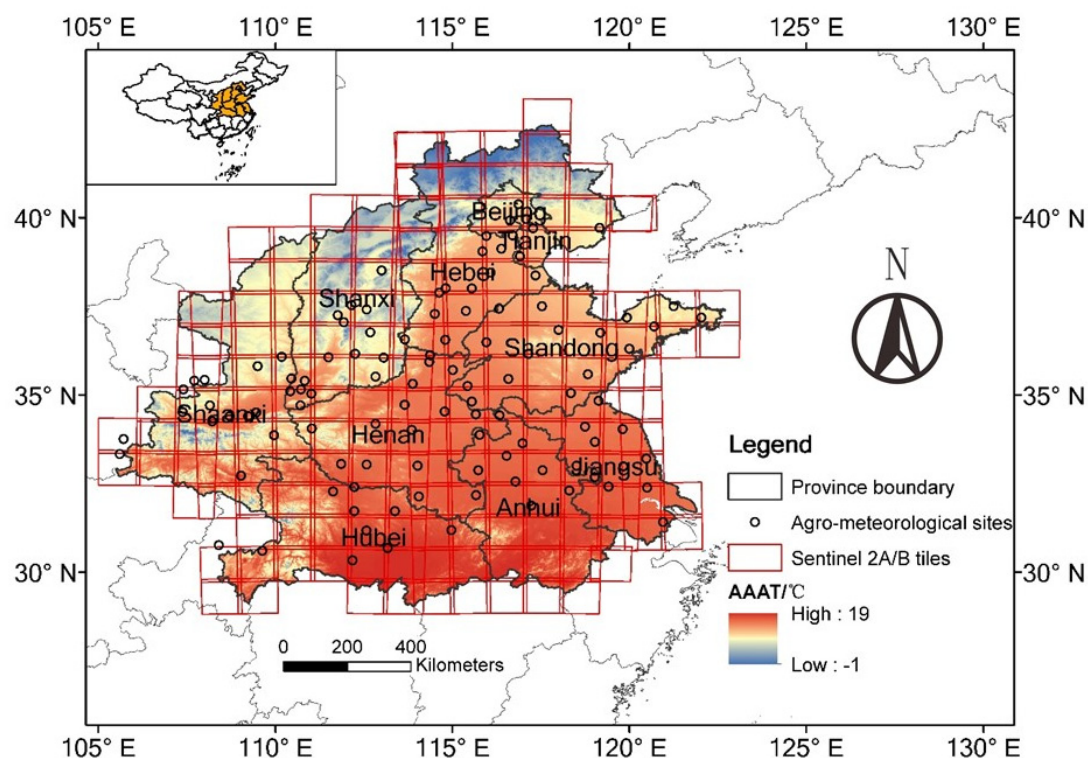 105° E 110° E 115° E 120° E 125° E 130° E
40° N 40° N
35° N 35° N
30° N 30° N
Beijing
Tianjin
Hebei
Shanxi
Shandong
Shaanxi
Henan
Jiangsu
Anhui
Hubei
N
Legend
Province boundary
Agro-meteorological sites
Sentinel 2A/B tiles
AAAT/℃
High : 19
Low : -1
0 200 400
Kilometers
105° E 110° E 115° E 120° E 125° E 130° E